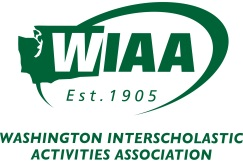 WIAA
Est. 1905
WASHINGTON INTERSCHOLASTIC
ACTIVITIES ASSOCIATION